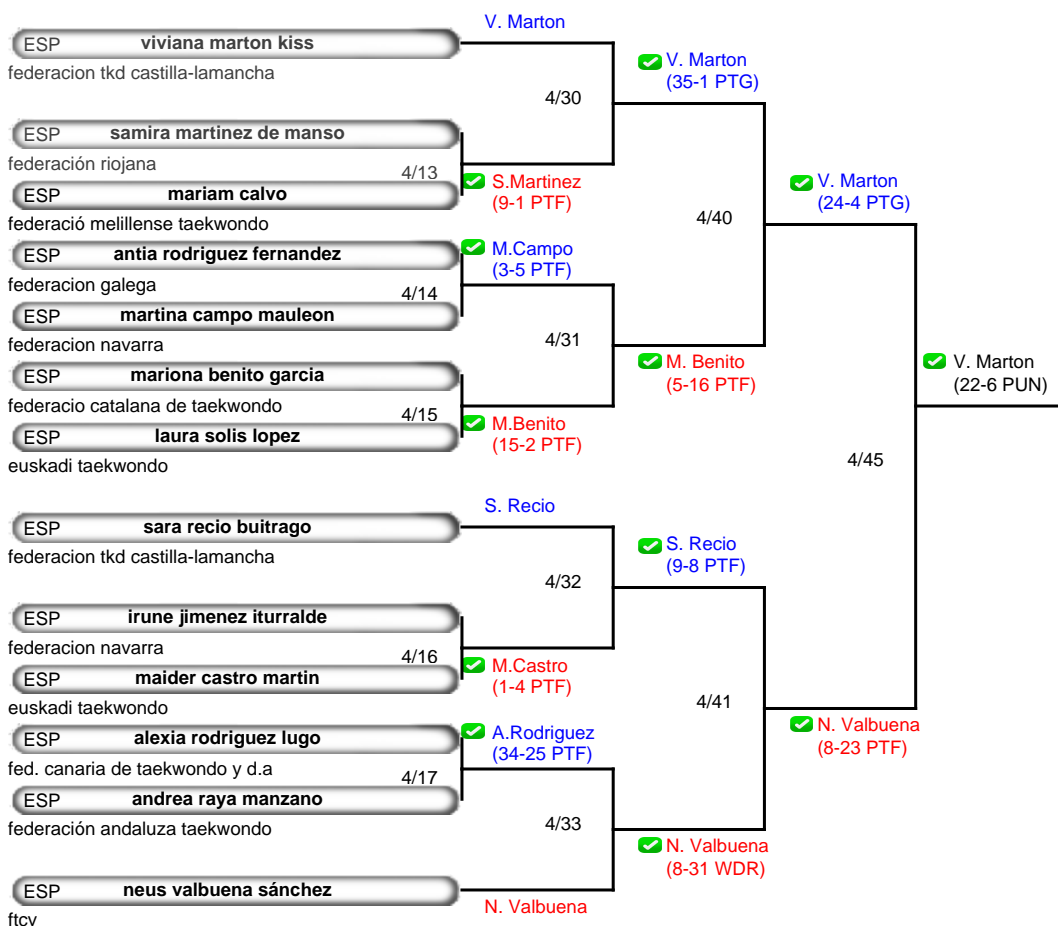 V. Marton
ESP viviana marton kiss
federacion tkd castilla-lamancha
V. Marton
(35-1 PTG)
4/30
ESP samira martinez de manso
federación riojana
4/13
ESP mariam calvo
S.Martinez
(9-1 PTF)
V. Marton
(24-4 PTG)
federació melillense taekwondo
4/40
ESP antia rodriguez fernandez
M.Campo
(3-5 PTF)
federacion galega
4/14
ESP martina campo mauleon
federacion navarra
4/31
ESP mariona benito garcia
M. Benito
(5-16 PTF)
V. Marton
(22-6 PUN)
federacio catalana de taekwondo
4/15
ESP laura solis lopez
M.Benito
(15-2 PTF)
euskadi taekwondo
4/45
S. Recio
ESP sara recio buitrago
federacion tkd castilla-lamancha
S. Recio
(9-8 PTF)
4/32
ESP irune jimenez iturralde
federacion navarra
4/16
ESP maider castro martin
M.Castro
(1-4 PTF)
euskadi taekwondo
4/41
ESP alexia rodriguez lugo
A.Rodriguez
(34-25 PTF)
N. Valbuena
(8-23 PTF)
fed. canaria de taekwondo y d.a
4/17
ESP andrea raya manzano
federación andaluza taekwondo
4/33
N. Valbuena
(8-31 WDR)
ESP neus valbuena sánchez
N. Valbuena
ftcv